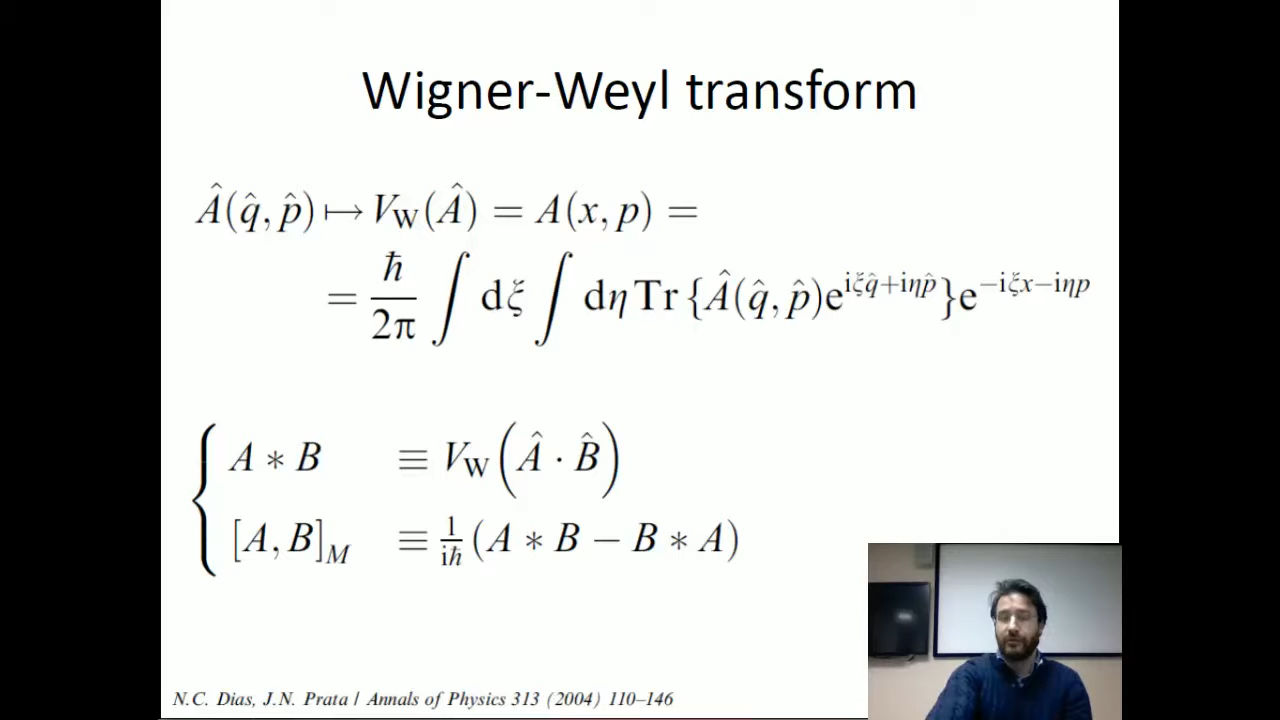 Wigner-Weyl transform
Â(q̂, p̂) ↦ V_W(Â) = A(x, p) =
= ℏ/2π ∫ dξ ∫ dη Tr {Â(q̂, p̂)e^{iξq̂+iηp̂}}e^{−iξx−iηp}
A ∗ B ≡ V_W(Â · B̂)
[A, B]_M ≡ 1/iℏ (A ∗ B − B ∗ A)
N.C. Dias, J.N. Prata / Annals of Physics 313 (2004) 110–146